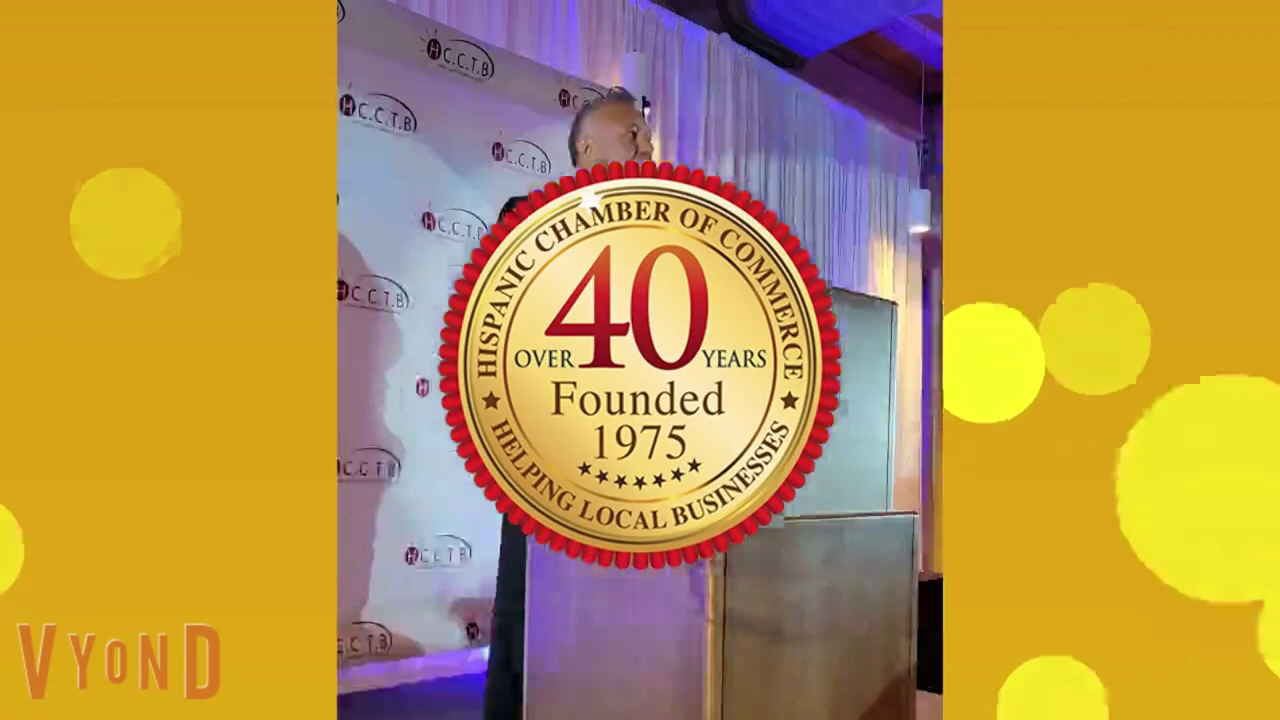 H C.C.T.B
H C.C.T.B
H C.C.T.B
H C.C.T.B
HISPANIC CHAMBER OF COMMERCE
OVER 40 YEARS
Founded
1975
HELPING LOCAL BUSINESSES
VYOND